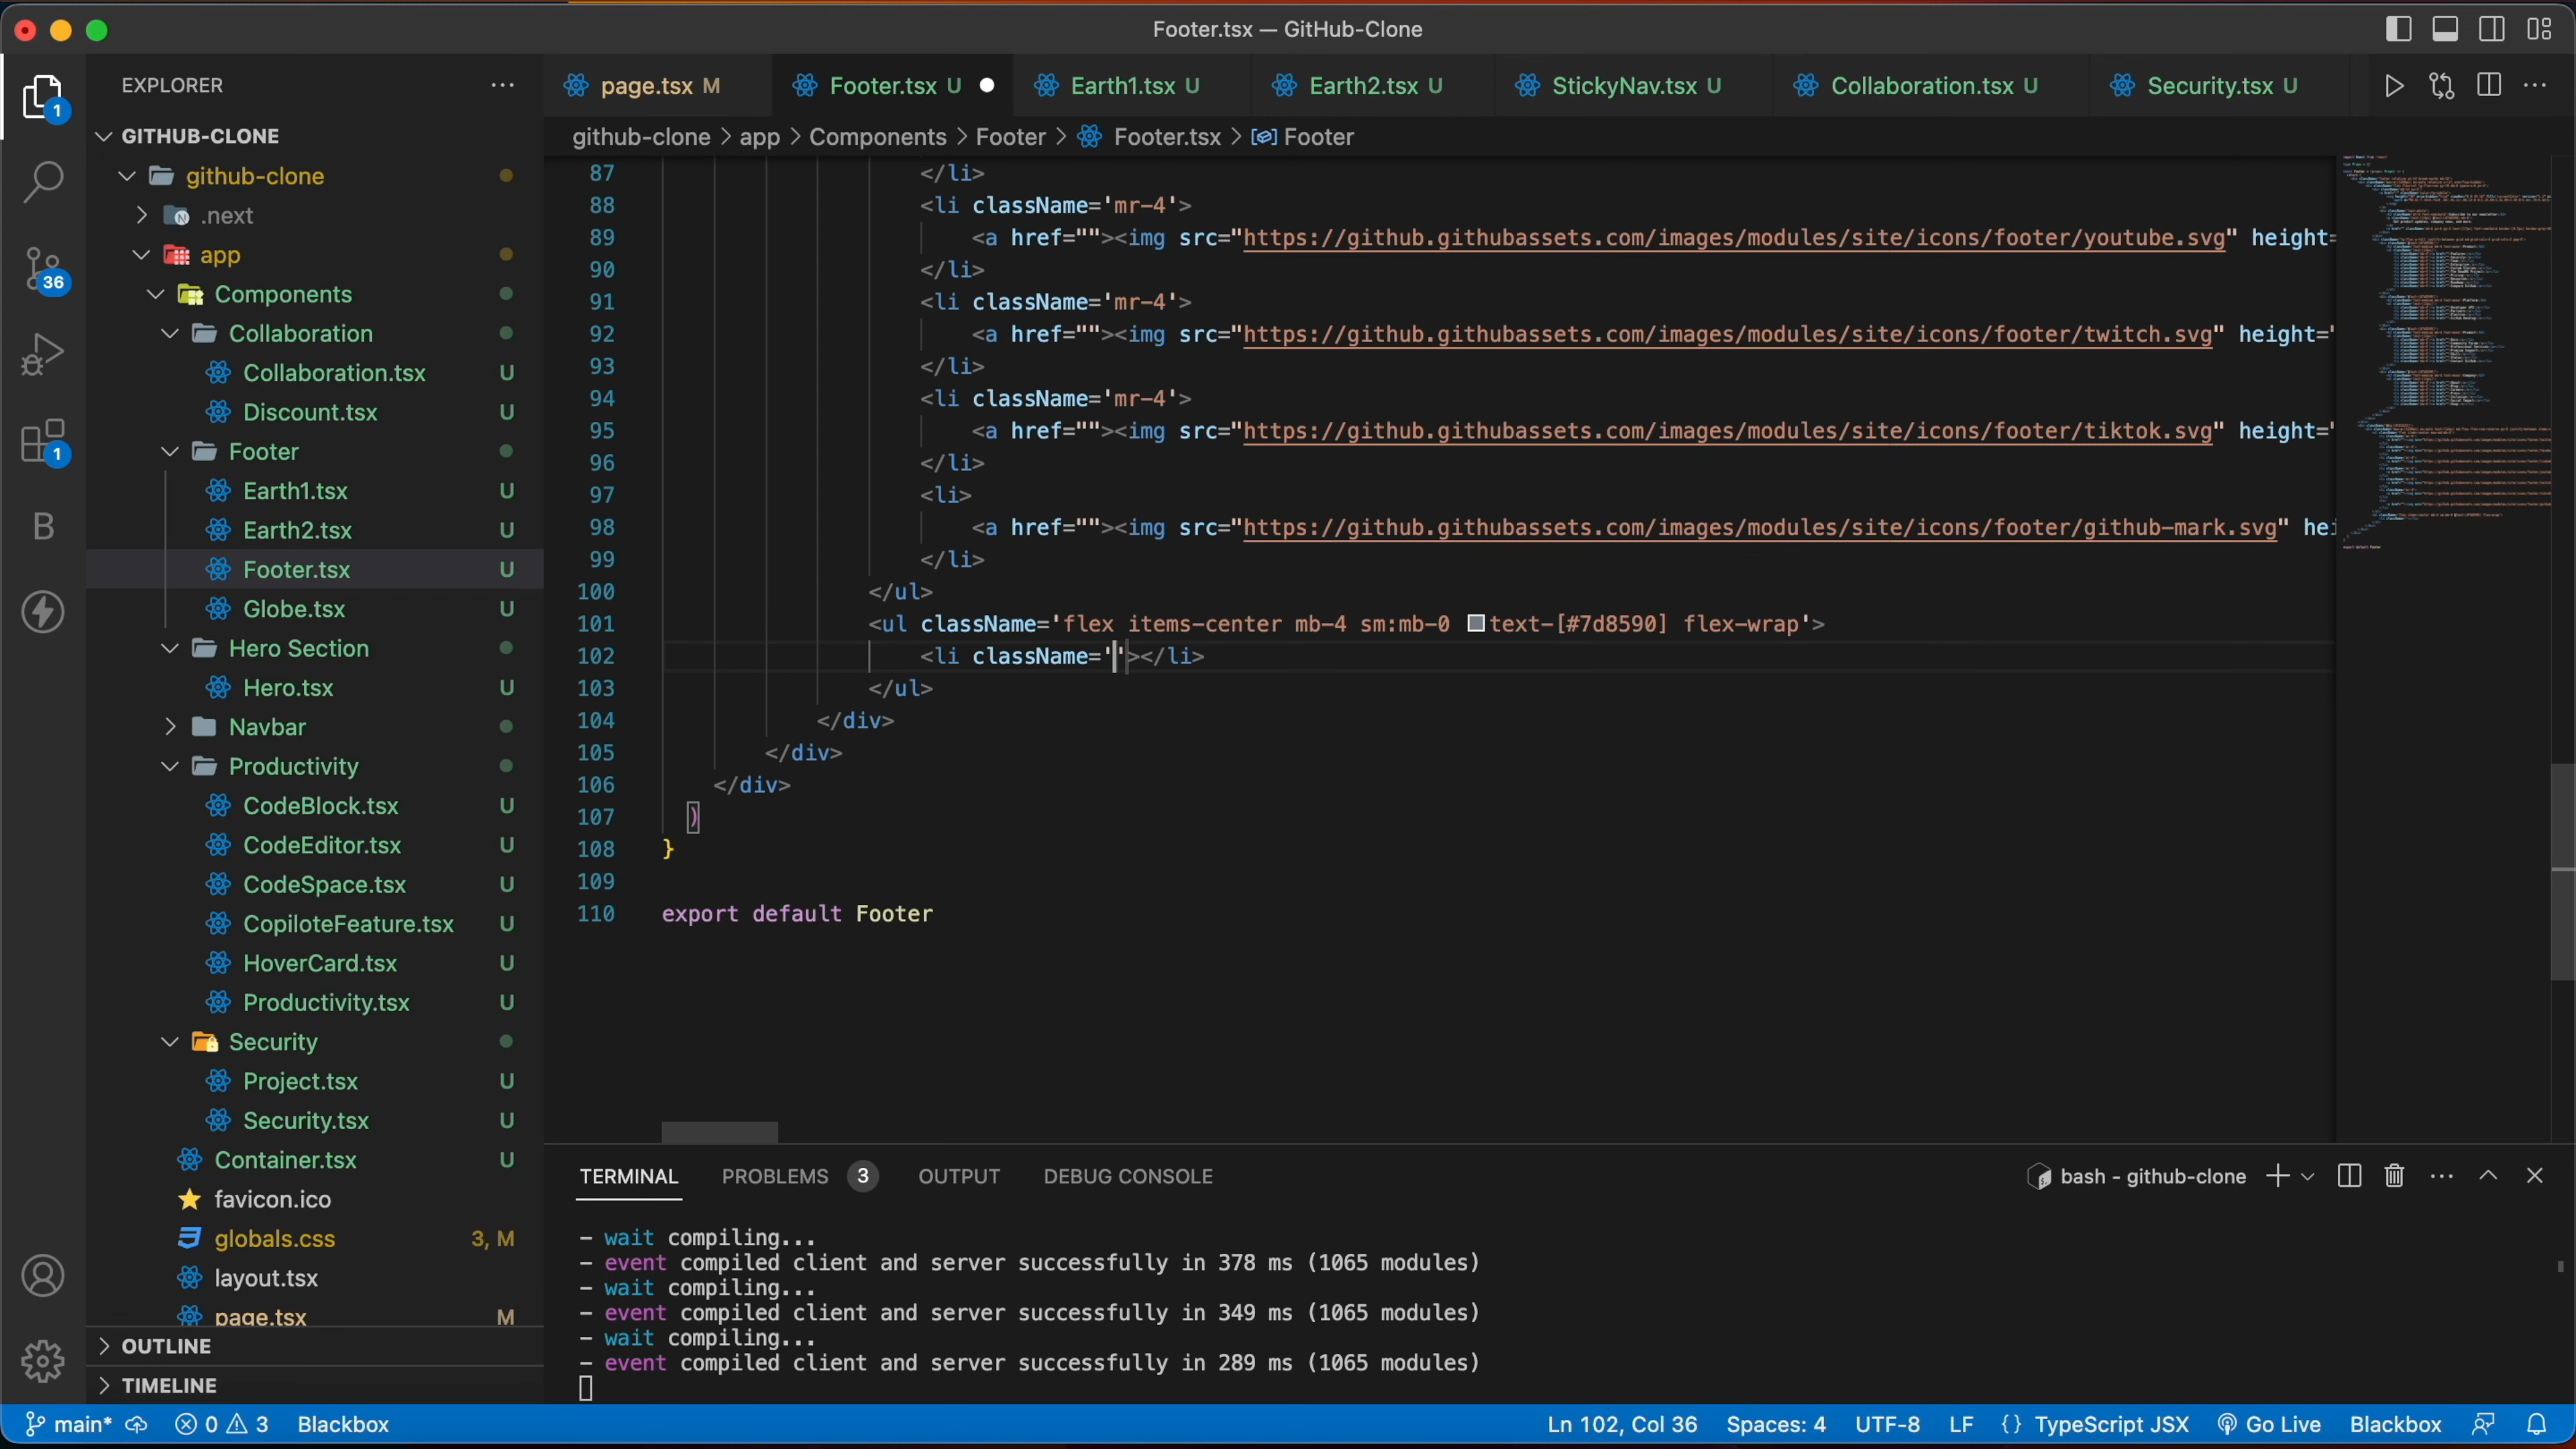 Footer.tsx — GitHub-Clone
EXPLORER
page.tsx M
Footer.tsx U
Earth1.tsx U
Earth2.tsx U
StickyNav.tsx U
Collaboration.tsx U
Security.tsx U
github-clone > app > Components > Footer > Footer.tsx > Footer
1
36
1
B
GITHUB-CLONE
github-clone
.next
app
Components
Collaboration
Collaboration.tsx U
Discount.tsx U
Footer
Earth1.tsx U
Earth2.tsx U
Footer.tsx U
Globe.tsx U
Hero Section
Hero.tsx U
Navbar
Productivity
CodeBlock.tsx U
CodeEditor.tsx U
CodeSpace.tsx U
CopiloteFeature.tsx U
HoverCard.tsx U
Productivity.tsx U
Security
Project.tsx U
Security.tsx U
Container.tsx U
favicon.ico
globals.css 3, M
layout.tsx
page.tsx M
OUTLINE
TIMELINE
87 </li>
88 <li className='mr-4'>
89 <a href=""><img src="https://github.githubassets.com/images/modules/site/icons/footer/youtube.svg" height=
90 </li>
91 <li className='mr-4'>
92 <a href=""><img src="https://github.githubassets.com/images/modules/site/icons/footer/twitch.svg" height="
93 </li>
94 <li className='mr-4'>
95 <a href=""><img src="https://github.githubassets.com/images/modules/site/icons/footer/tiktok.svg" height="
96 </li>
97 <li>
98 <a href=""><img src="https://github.githubassets.com/images/modules/site/icons/footer/github-mark.svg" hei
99 </li>
100 </ul>
101 <ul className='flex items-center mb-4 sm:mb-0 text-[#7d8590] flex-wrap'>
102 <li className=''></li>
103 </ul>
104 </div>
105 </div>
106 </div>
107 )
108 }
109
110 export default Footer
TERMINAL PROBLEMS 3 OUTPUT DEBUG CONSOLE
bash - github-clone
- wait compiling...
- event compiled client and server successfully in 378 ms (1065 modules)
- wait compiling...
- event compiled client and server successfully in 349 ms (1065 modules)
- wait compiling...
- event compiled client and server successfully in 289 ms (1065 modules)
main* 0 3 Blackbox
Ln 102, Col 36 Spaces: 4 UTF-8 LF {} TypeScript JSX Go Live Blackbox